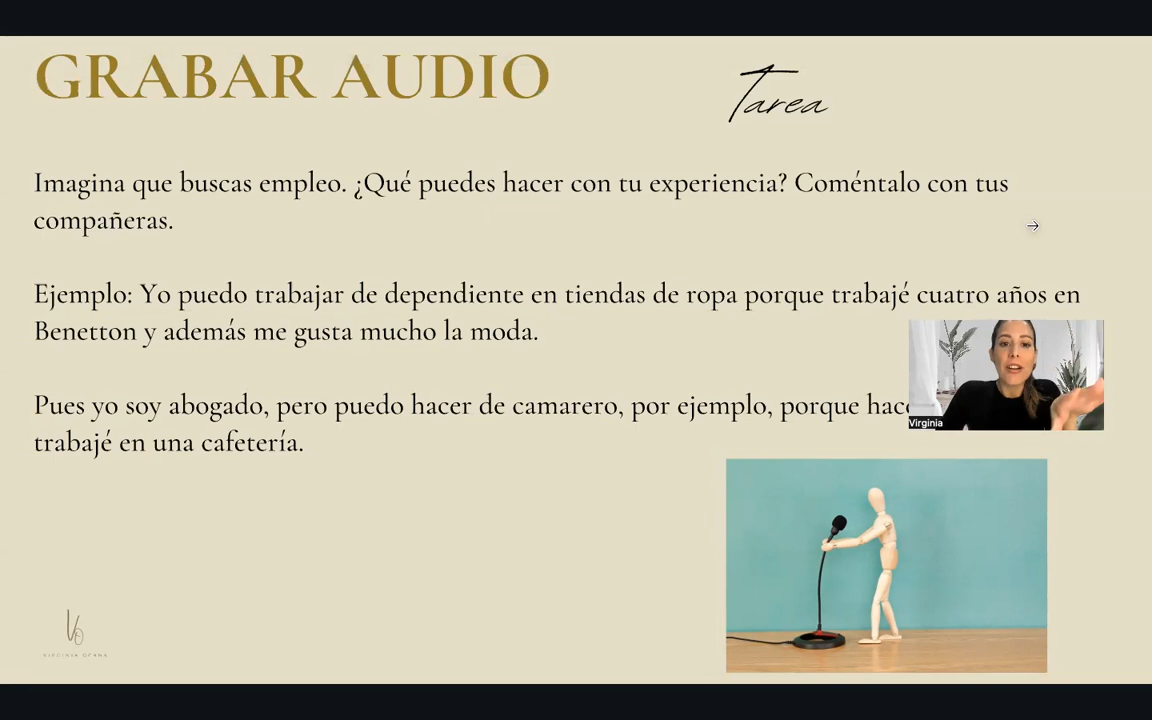 GRABAR AUDIO
Tarea
Imagina que buscas empleo. ¿Qué puedes hacer con tu experiencia? Coméntalo con tus
compañeras.
Ejemplo: Yo puedo trabajar de dependiente en tiendas de ropa porque trabajé cuatro años en
Benetton y además me gusta mucho la moda.
Pues yo soy abogado, pero puedo hacer de camarero, por ejemplo, porque
trabajé en una cafetería.
Virginia
VIRGINIA OCAÑA